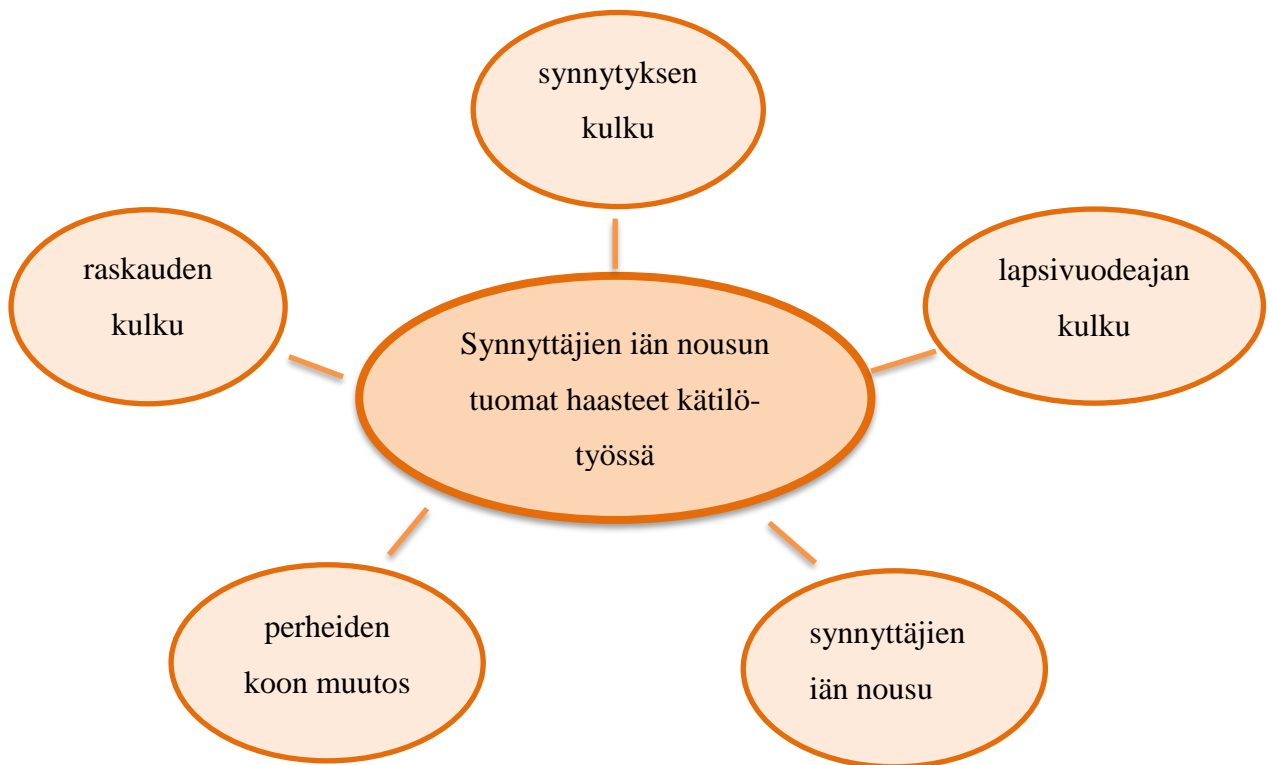 synnytyksen
kulku
raskauden
kulku
lapsivuodeajan
kulku
Synnyttäjien iän nousun
tuomat haasteet kätilö-
työssä
perheiden
koon muutos
synnyttäjien
iän nousu